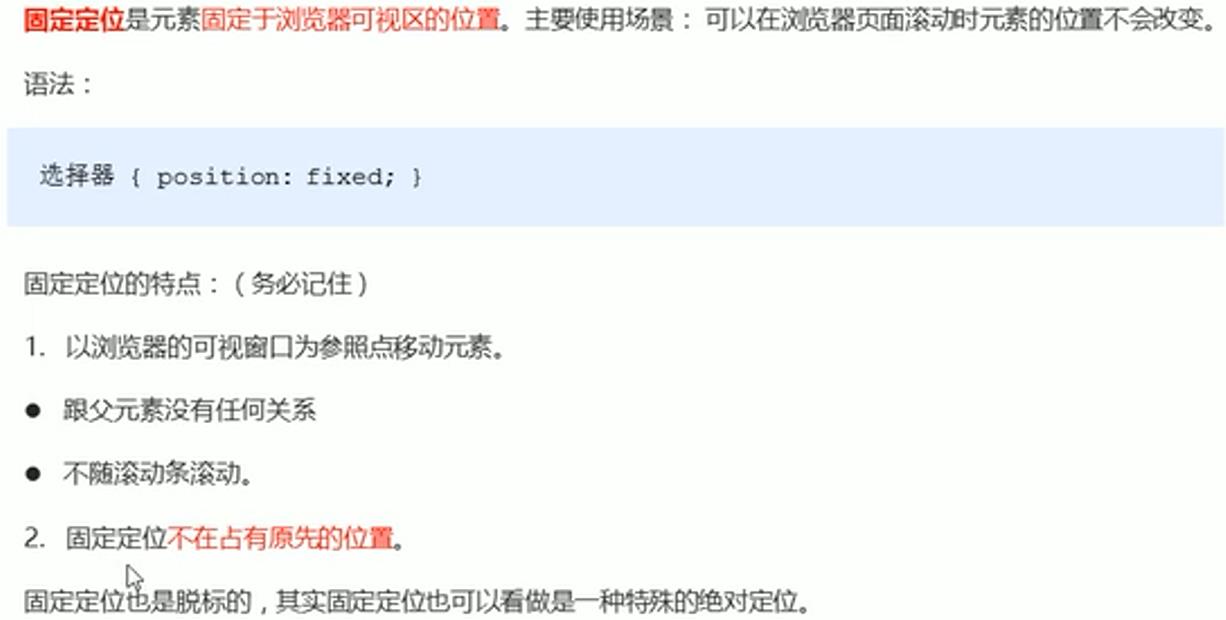 固定定位是元素固定于浏览器可视区的位置。主要使用场景： 可以在浏览器页面滚动时元素的位置不会改变。
语法：
选择器 { position: fixed; }
固定定位的特点：（务必记住）
1. 以浏览器的可视窗口为参照点移动元素。
● 跟父元素没有任何关系
● 不随滚动条滚动。
2. 固定定位不在占有原先的位置。
固定定位也是脱标的，其实固定定位也可以看做是一种特殊的绝对定位。